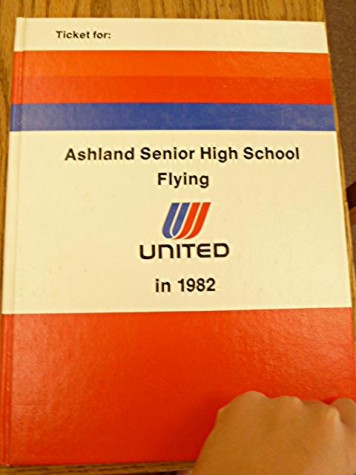 Ticket for:
Ashland Senior High School
Flying
UNITED
in 1982